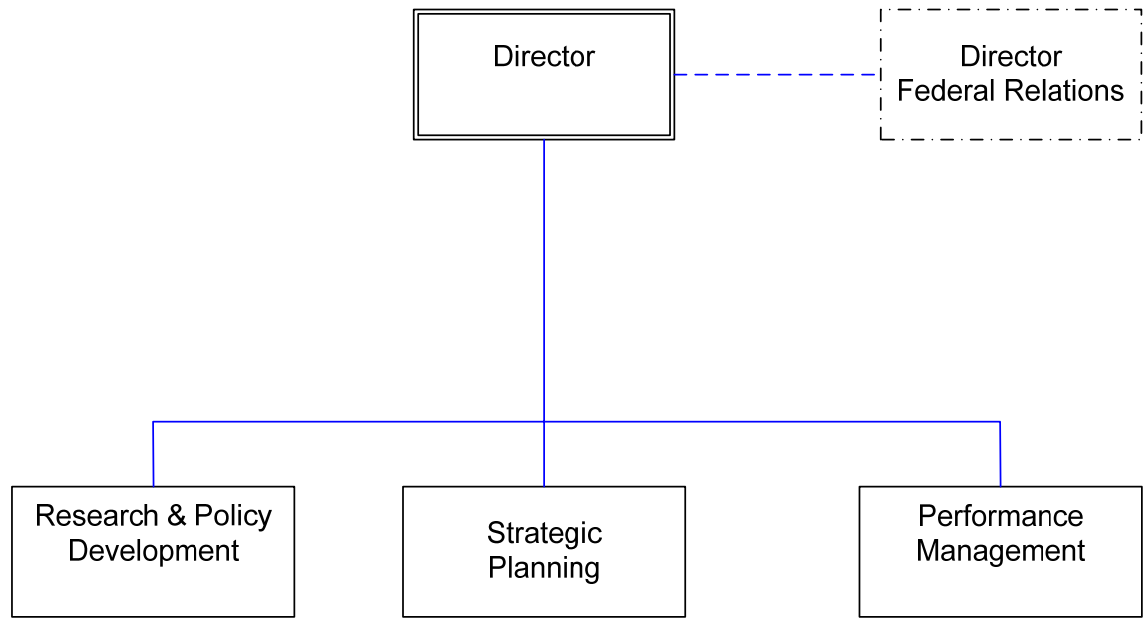 Director
Director
Federal Relations
Research & Policy
Development
Strategic
Planning
Performance
Management